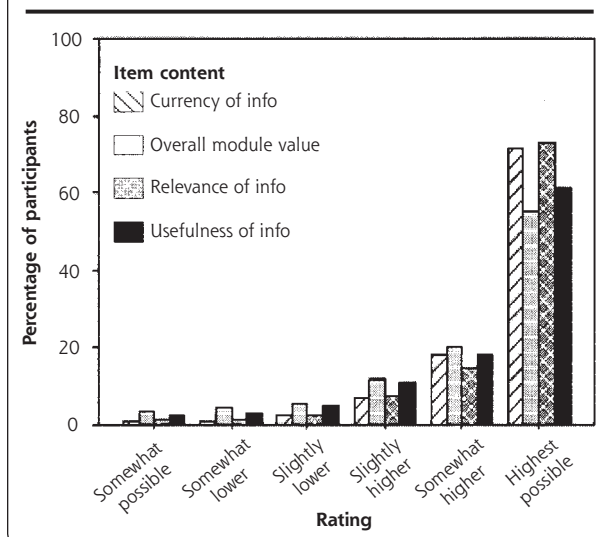 100
80
60
40
20
0
Percentage of participants
Item content
Currency of info
Overall module value
Relevance of info
Usefulness of info
Somewhat
possible
Somewhat
lower
Slightly
lower
Slightly
higher
Somewhat
higher
Highest
possible
Rating